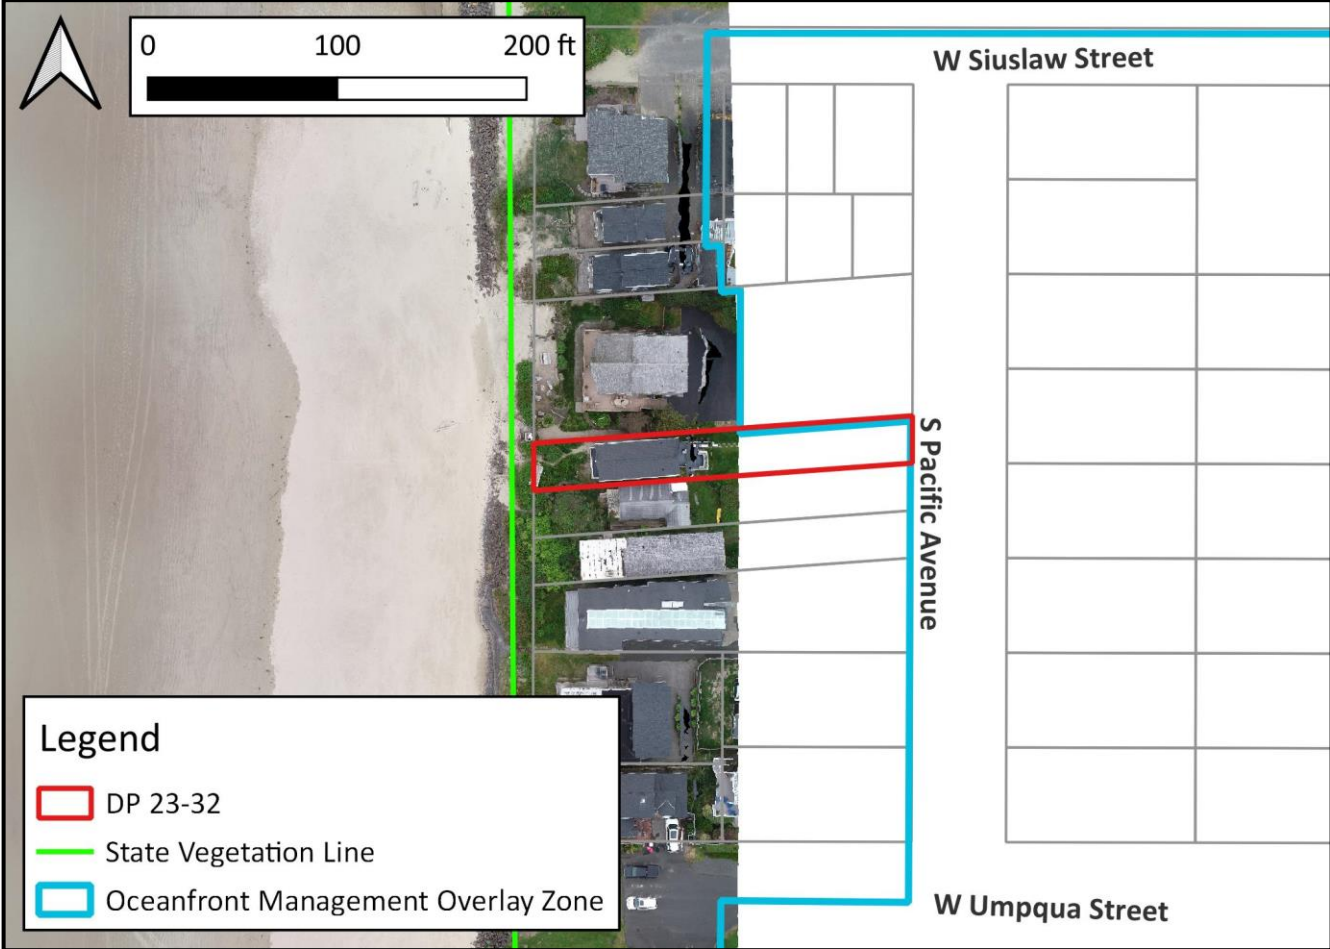 0 100 200 ft
W Siuslaw Street
S Pacific Avenue
Legend
DP 23-32
State Vegetation Line
Oceanfront Management Overlay Zone
W Umpqua Street